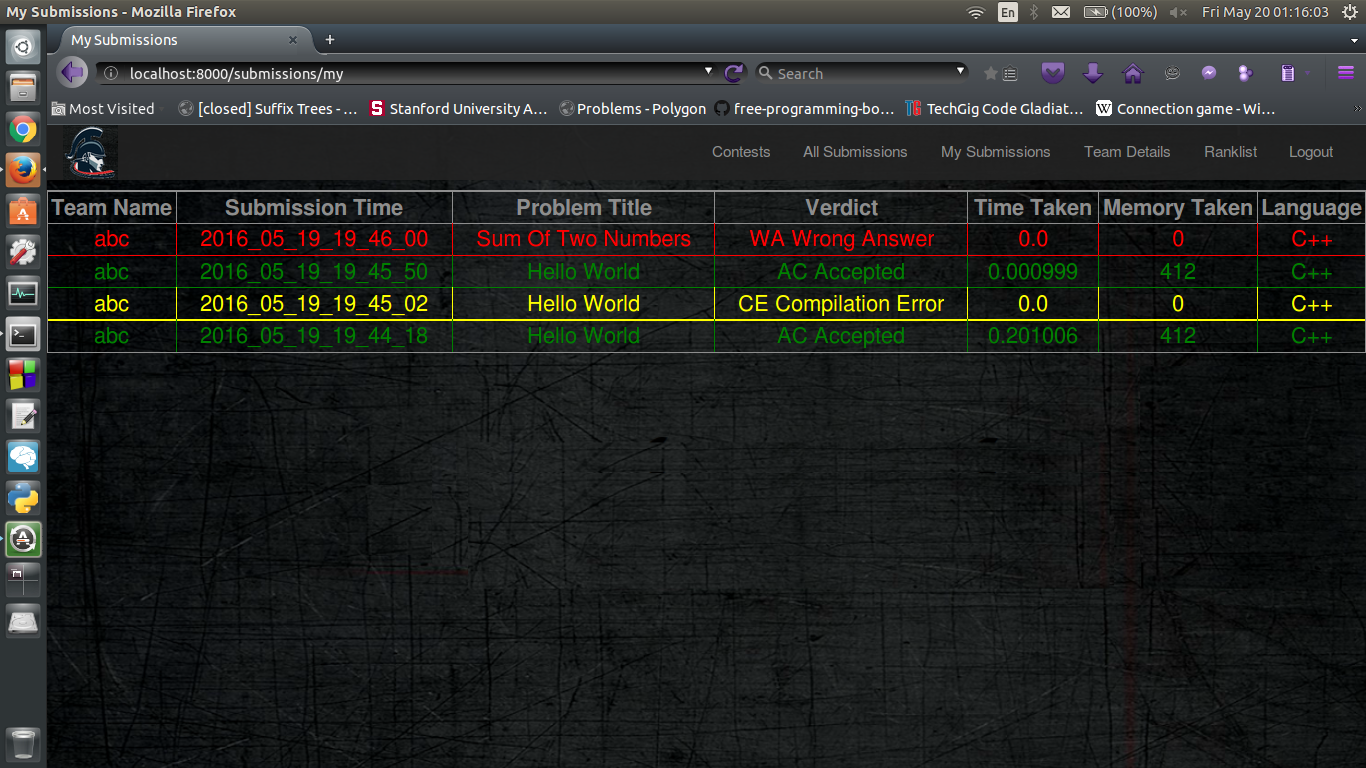 My Submissions - Mozilla Firefox En (100%) Fri May 20 01:16:03
My Submissions × +
localhost:8000/submissions/my Search
Most Visited [closed] Suffix Trees - ... S Stanford University A... Problems - Polygon free-programming-bo... TG TechGig Code Gladiat... W Connection game - Wi... »
Contests All Submissions My Submissions Team Details Ranklist Logout
Team Name Submission Time Problem Title Verdict Time Taken Memory Taken Language
abc 2016_05_19_19_46_00 Sum Of Two Numbers WA Wrong Answer 0.0 0 C++
abc 2016_05_19_19_45_50 Hello World AC Accepted 0.000999 412 C++
abc 2016_05_19_19_45_02 Hello World CE Compilation Error 0.0 0 C++
abc 2016_05_19_19_44_18 Hello World AC Accepted 0.201006 412 C++